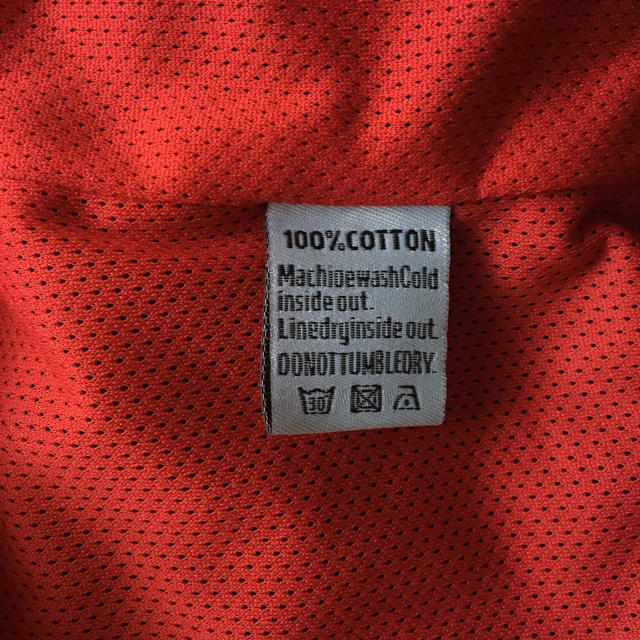 100%COTTON
MachioewashCold
inside out.
Linedryinside out.
DONOTTUMBLEDRY.
30